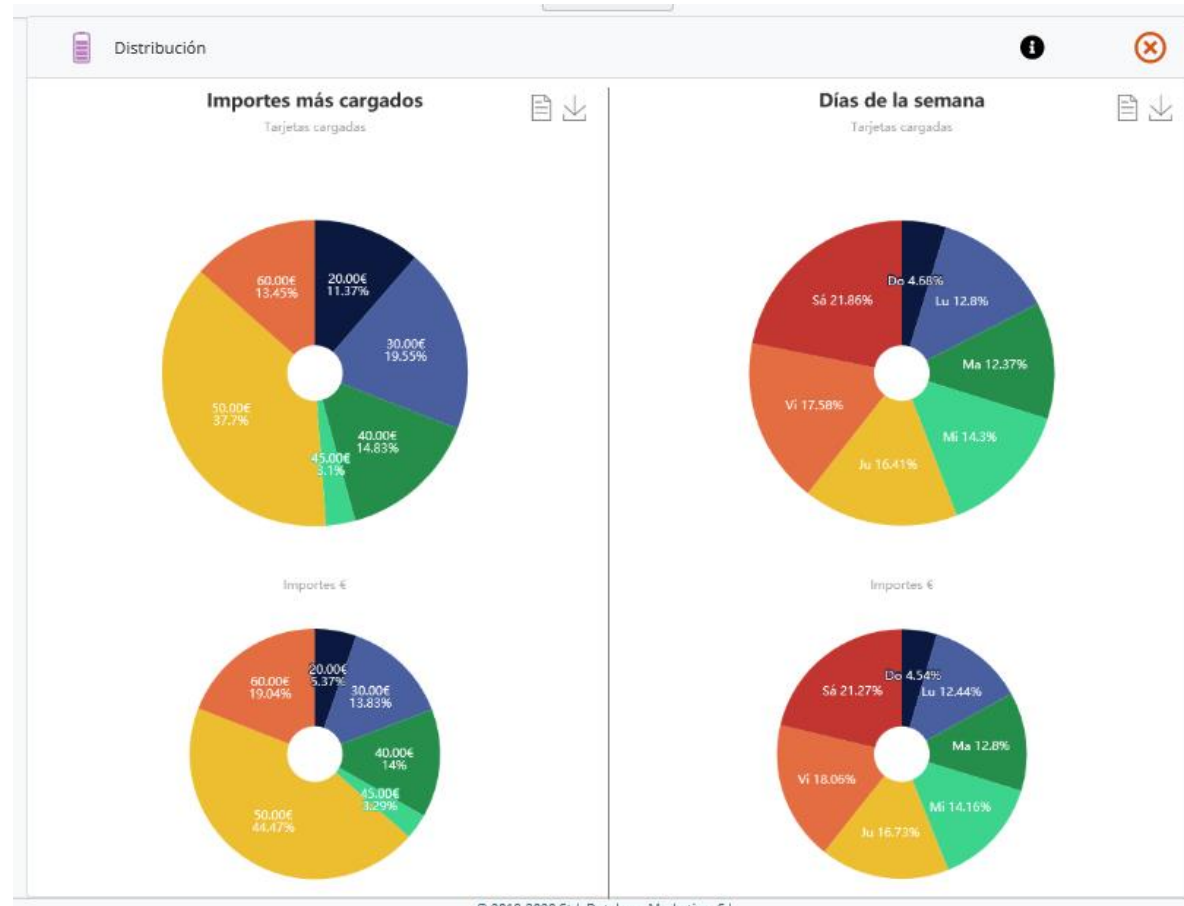 Distribución
Importes más cargados
Tarjetas cargadas
20.00€
11.37%
30.00€
19.55%
40.00€
14.83%
45.00€
3.1%
50.00€
37.7%
60.00€
13.45%
Importes €
20.00€
5.37%
30.00€
13.83%
40.00€
14%
45.00€
3.29%
50.00€
44.47%
60.00€
19.04%
Días de la semana
Tarjetas cargadas
Do 4.68%
Lu 12.8%
Ma 12.37%
Mi 14.3%
Ju 16.41%
Vi 17.58%
Sá 21.86%
Importes €
Do 4.54%
Lu 12.44%
Ma 12.8%
Mi 14.16%
Ju 16.73%
Vi 18.06%
Sá 21.27%